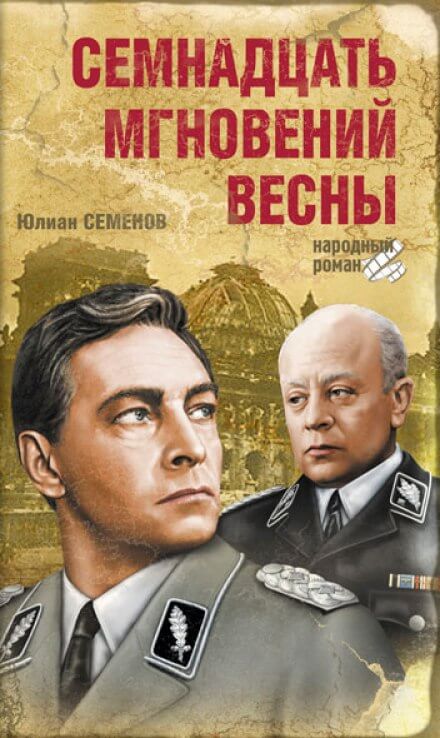 СЕМНАДЦАТЬ
МГНОВЕНИЙ
ВЕСНЫ
Юлиан СЕМЕНОВ
народный
роман